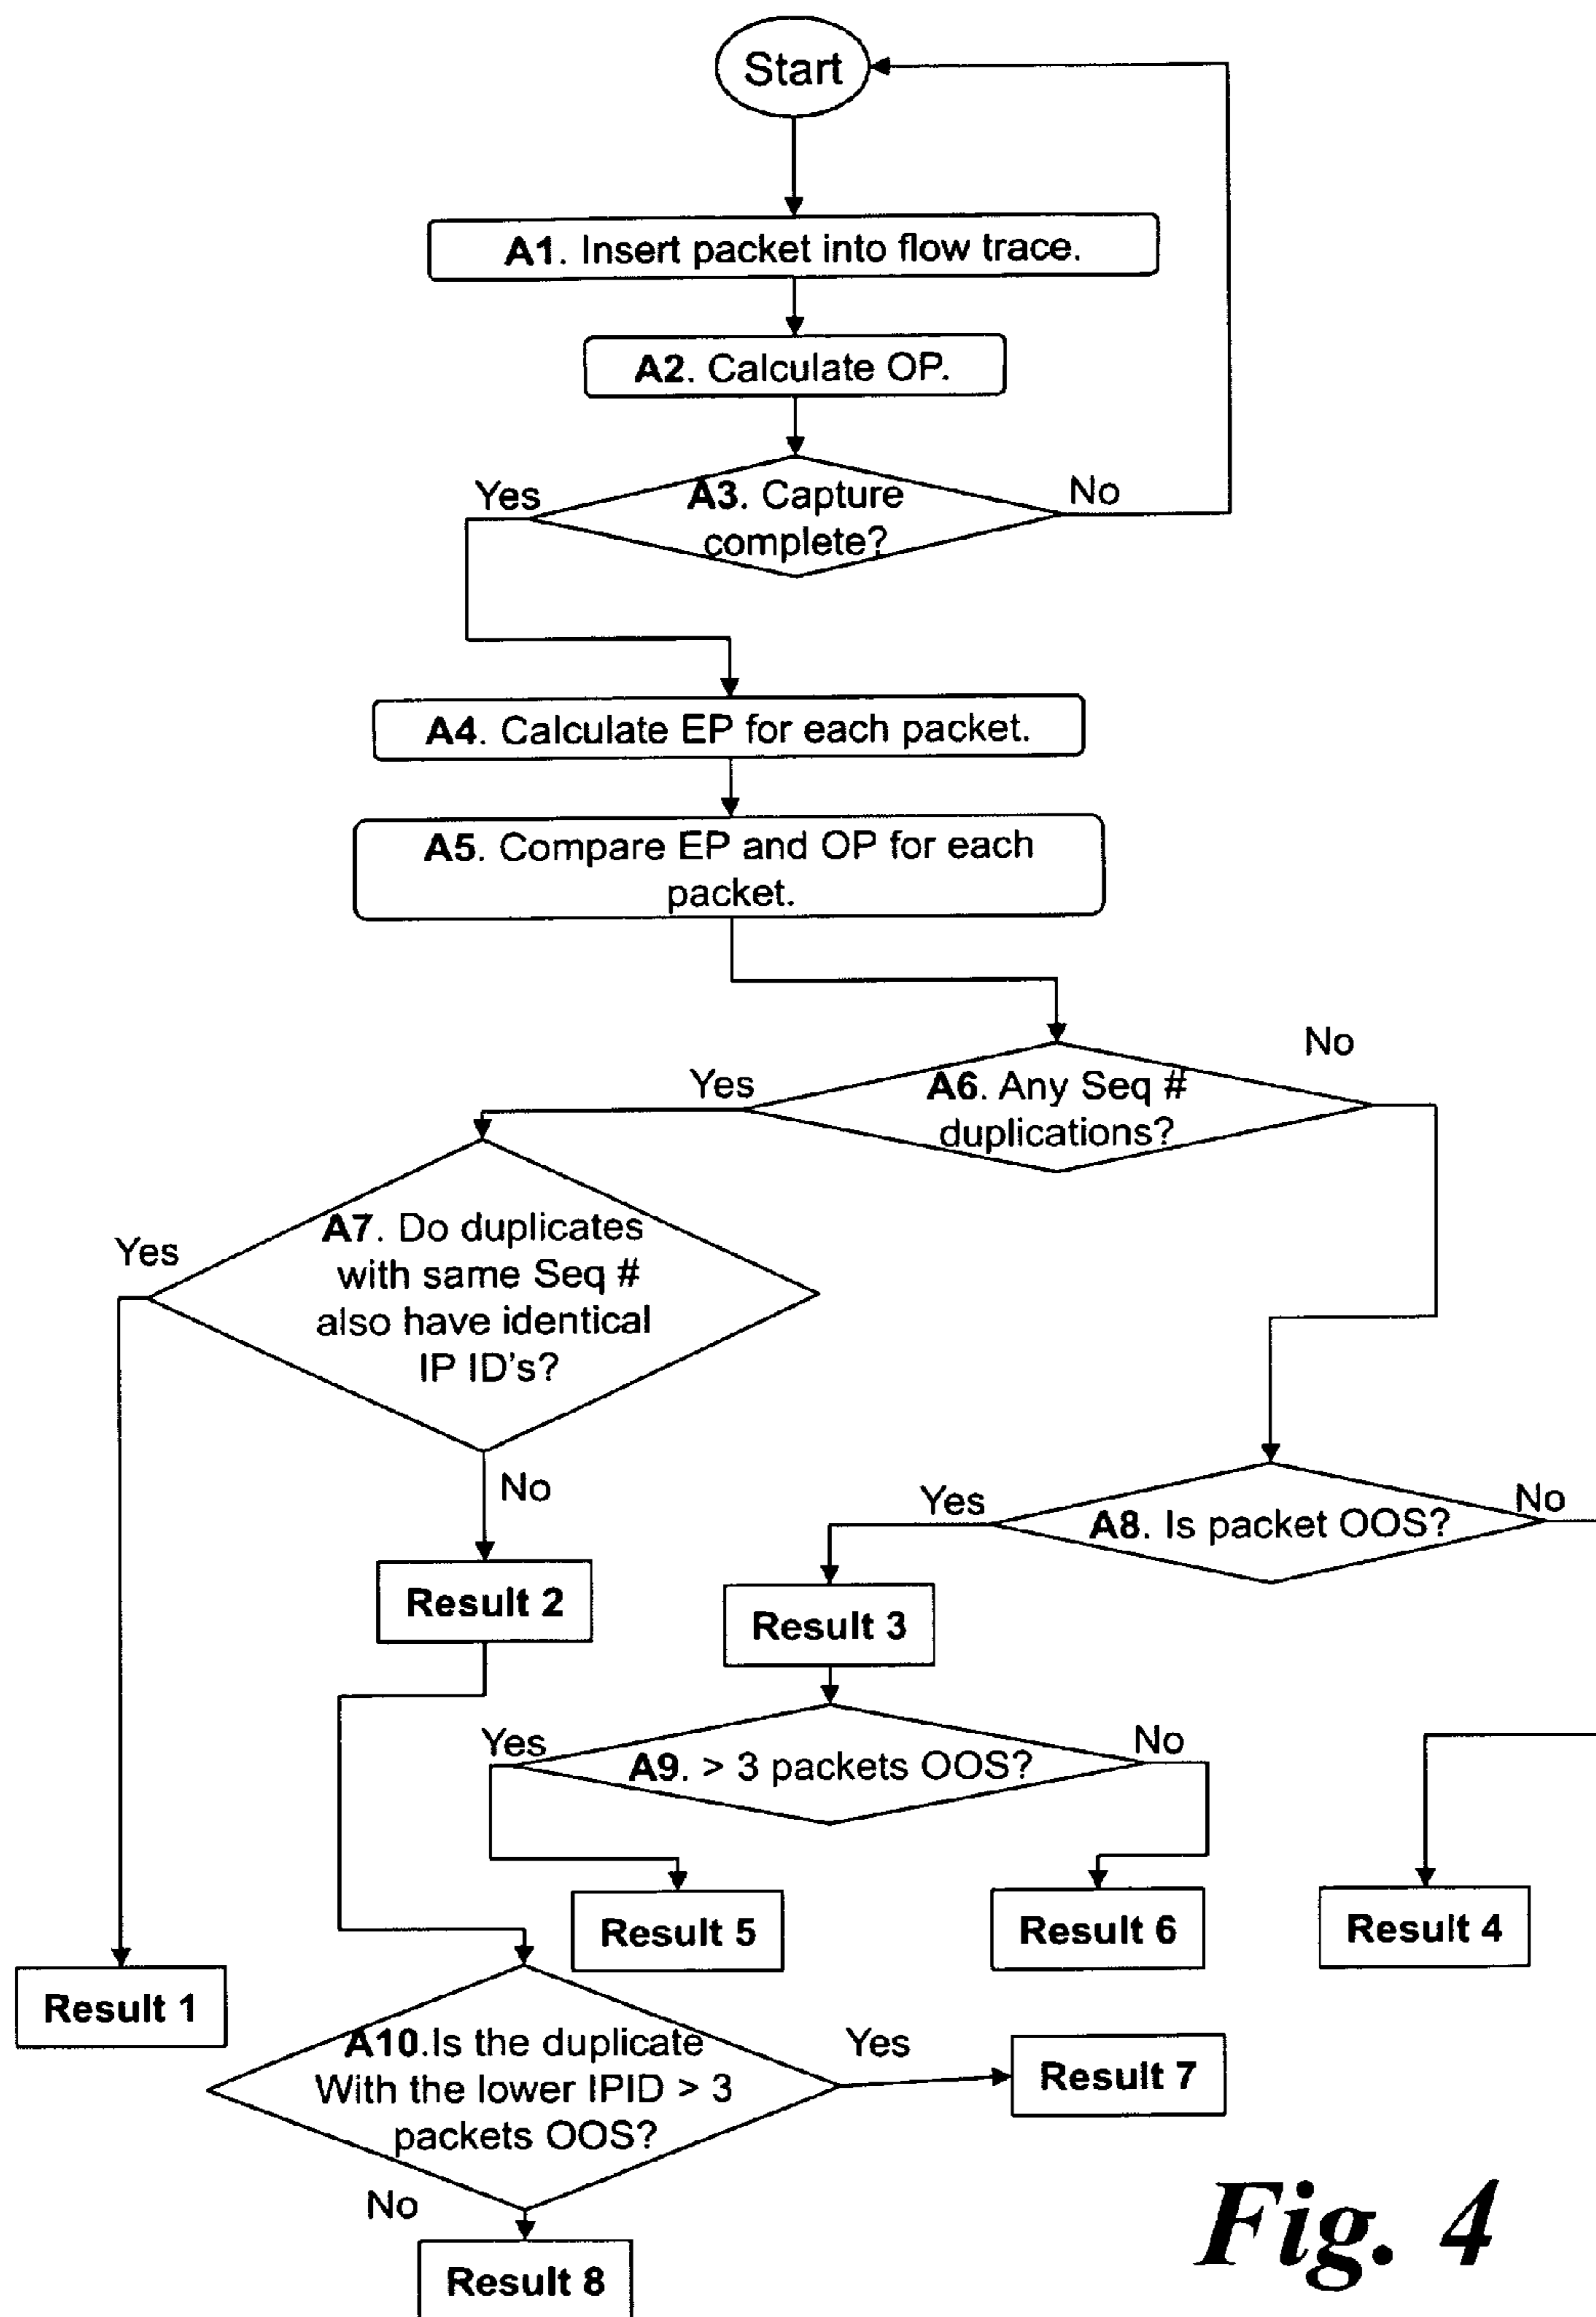 Start
A1. Insert packet into flow trace.
A2. Calculate OP.
Yes
A3. Capture
complete?
No
A4. Calculate EP for each packet.
A5. Compare EP and OP for each
packet.
No
Yes
A6. Any Seq #
duplications?
Yes
A7. Do duplicates
with same Seq #
also have identical
IP ID's?
No
Yes
A8. Is packet OOS?
No
Result 2
Result 3
Yes
A9. > 3 packets OOS?
No
Result 5
Result 6
Result 4
Result 1
A10.Is the duplicate
With the lower IPID > 3
packets OOS?
Yes
Result 7
No
Result 8
Fig. 4